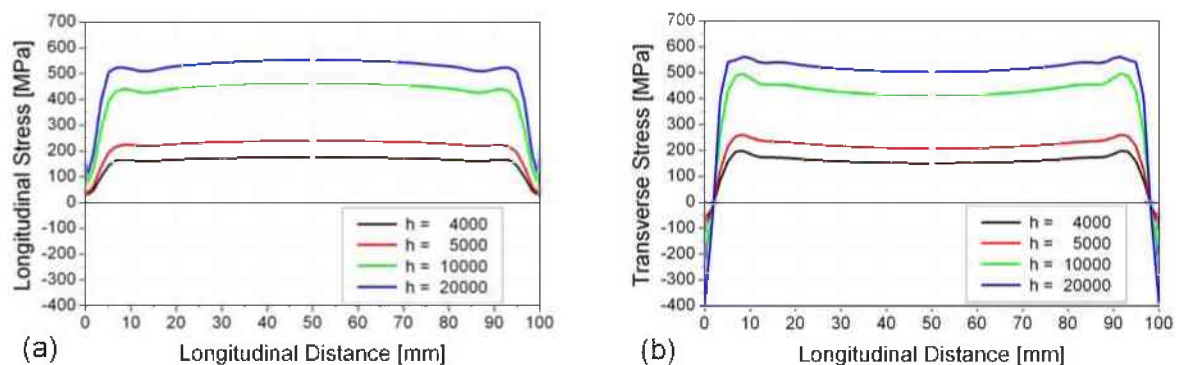 Longitudinal Stress [MPa]
700
600
500
400
300
200
100
0
-100
-200
300
-400
h = 4000
h = 5000
h = 10000
h = 20000
0 10 20 30 40 50 60 70 80 90 100
(a) Longitudinal Distance [mm]
Transverse Stress [MPa]
700
600
500
400
300
200
100
0
-100
-200
-300
-400
h = 4000
h = 5000
h = 10000
h = 20000
0 10 20 30 40 50 60 70 80 90 100
(b) Longitudinal Distance [mm]